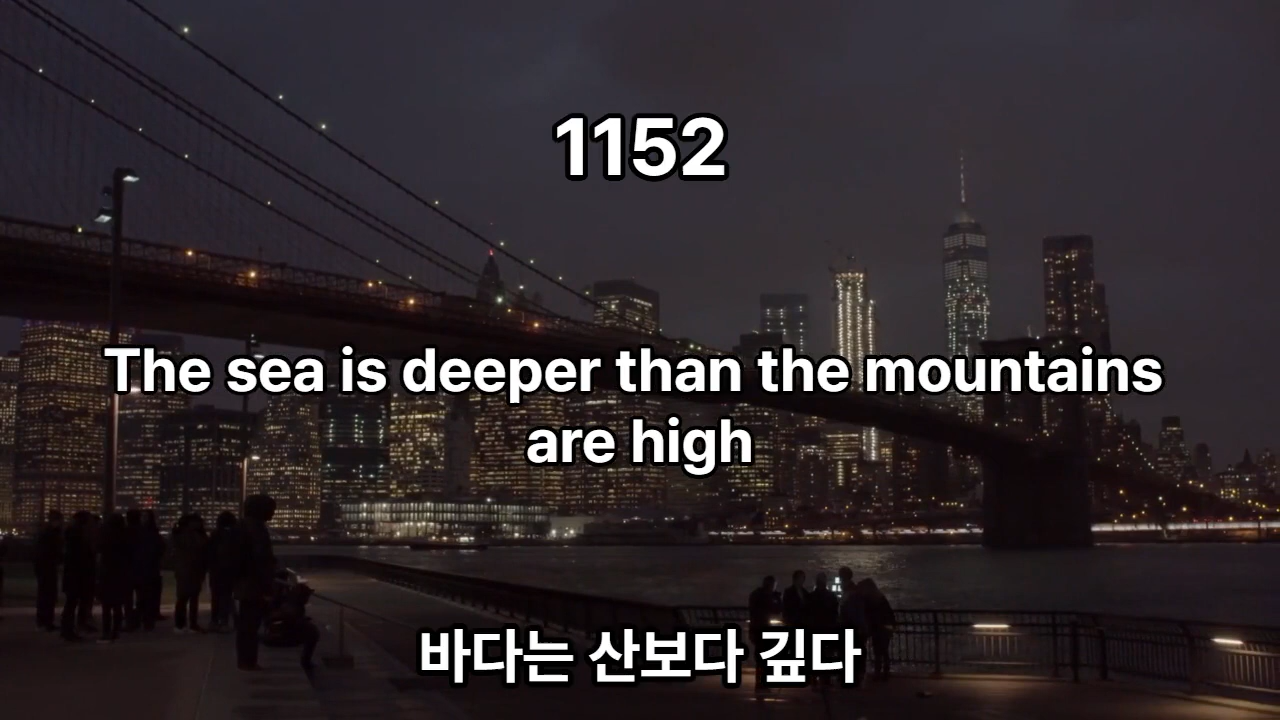 1152
The sea is deeper than the mountains
are high
바다는 산보다 깊다